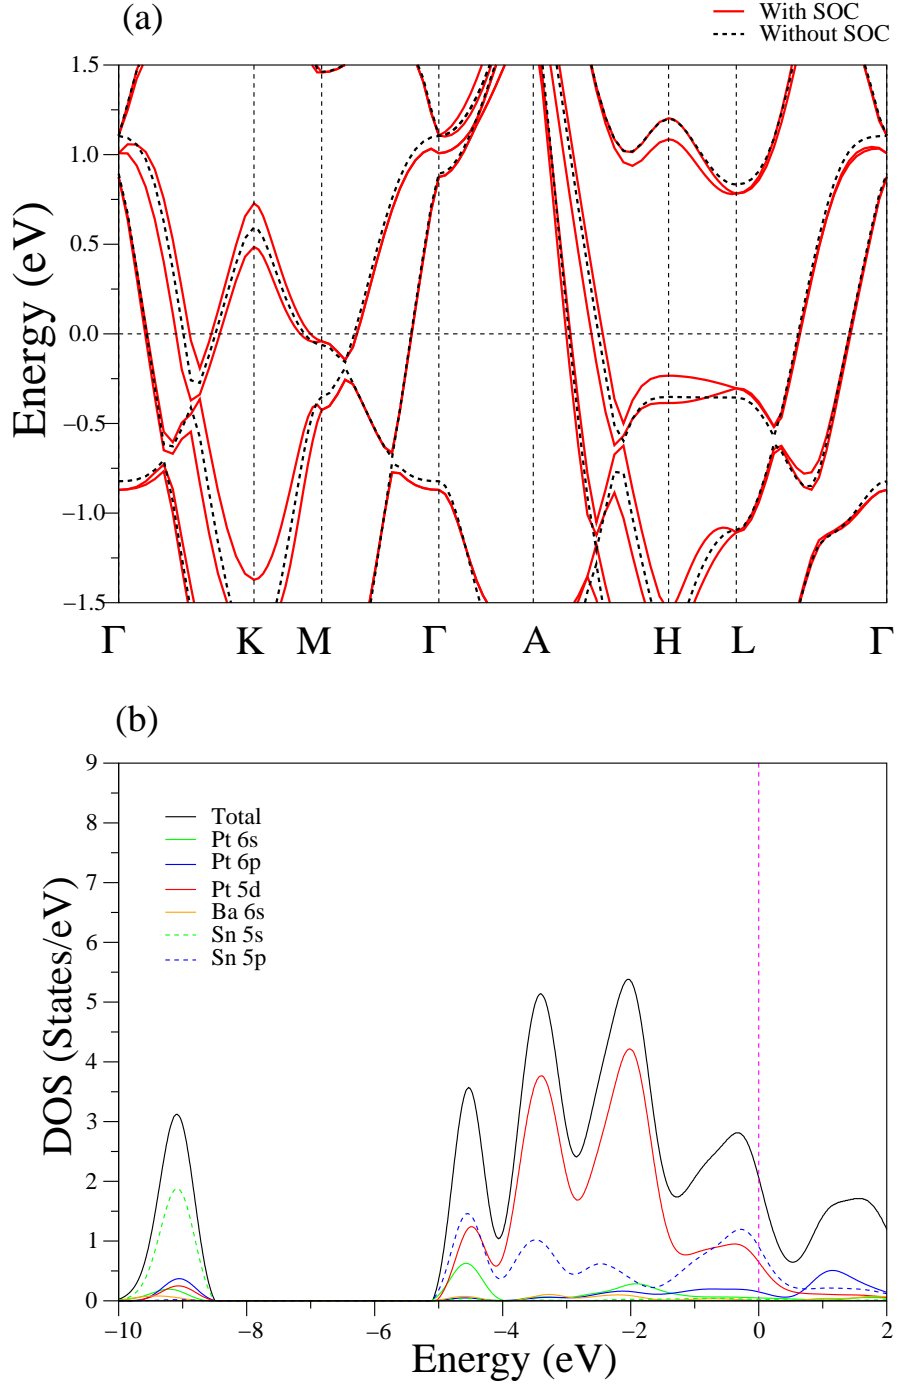 (a)
With SOC
Without SOC
1.5
1.0
0.5
0.0
−0.5
−1.0
−1.5
Energy (eV)
Γ K M Γ A H L Γ
(b)
9
8
7
6
5
4
3
2
1
0
DOS (States/eV)
Total
Pt 6s
Pt 6p
Pt 5d
Ba 6s
Sn 5s
Sn 5p
−10 −8 −6 −4 −2 0 2
Energy (eV)